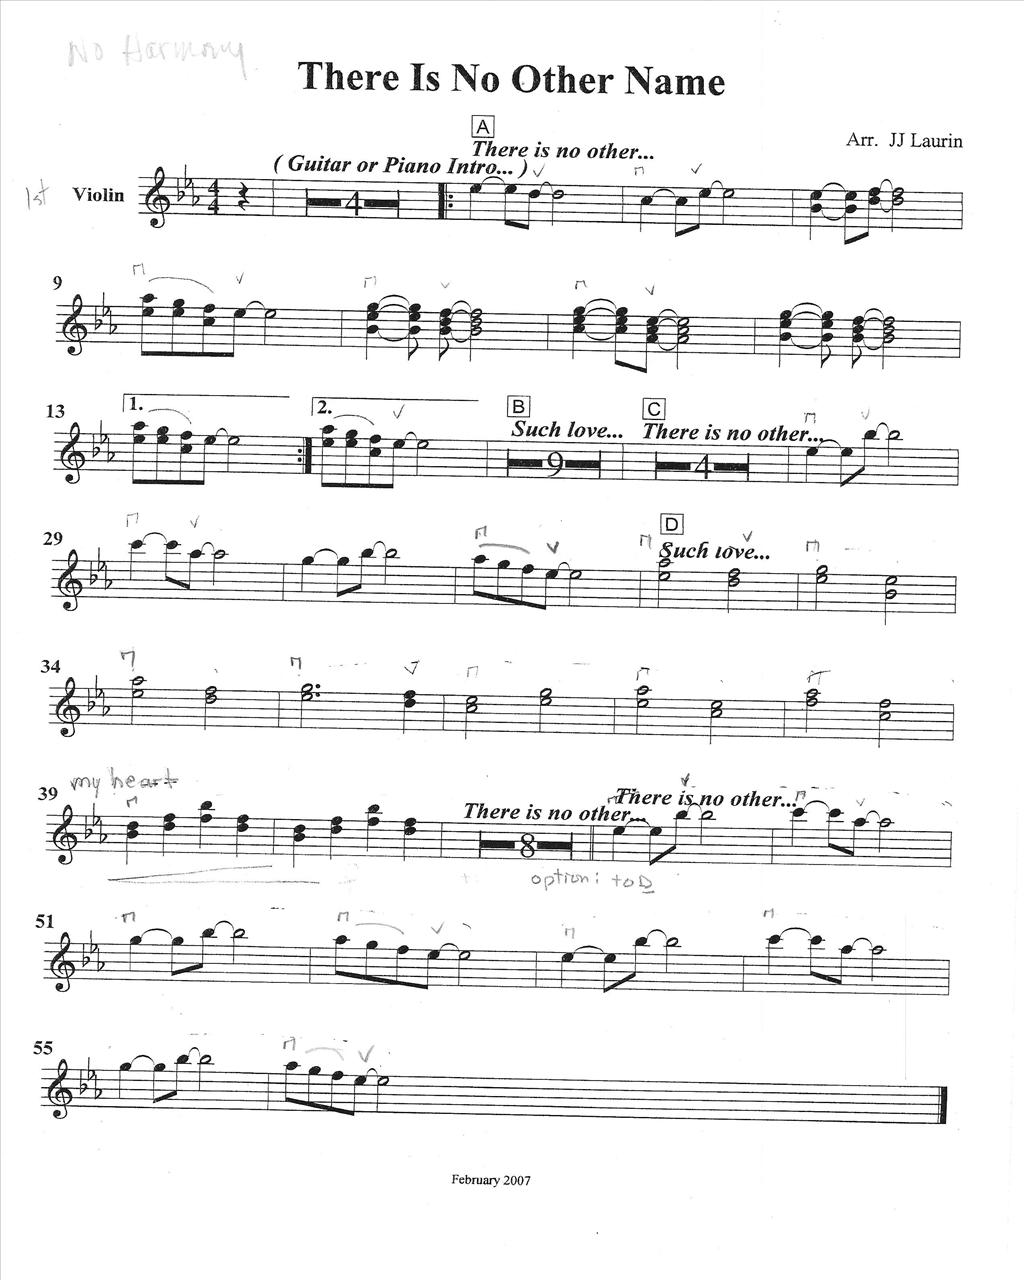 No Harmony
There Is No Other Name
A
Arr. JJ Laurin
There is no other...
( Guitar or Piano Intro... )
1st Violin
4
4
4
9
13
1.
2.
B
Such love...
9
C
There is no other...
4
29
D
Such love...
34
my heart
39
There is no other...
8
There is no other...
option: to D
51
55
February 2007